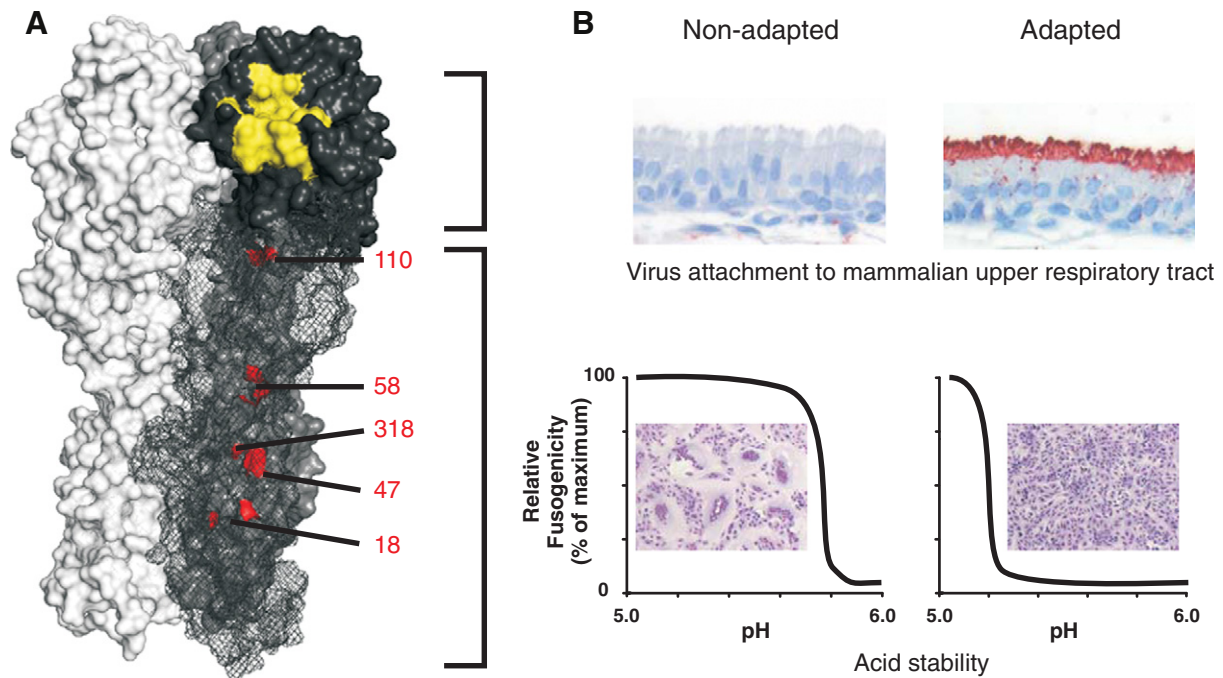 A
110
58
318
47
18
B
Non-adapted
Adapted
Virus attachment to mammalian upper respiratory tract
Relative
Fusogenicity
(% of maximum)
100
0
5.0
6.0
pH
5.0
6.0
pH
Acid stability